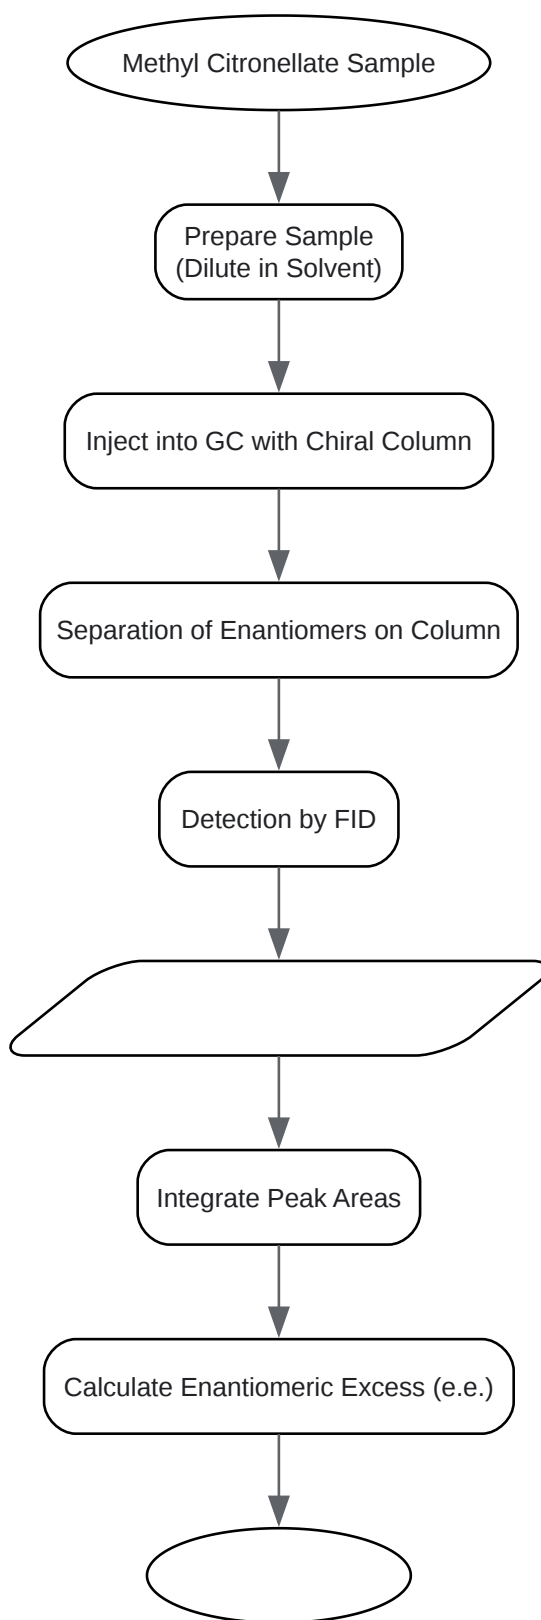 Methyl Citronellate Sample
Prepare Sample
(Dilute in Solvent)
Inject into GC with Chiral Column
Separation of Enantiomers on Column
Detection by FID
Integrate Peak Areas
Calculate Enantiomeric Excess (e.e.)